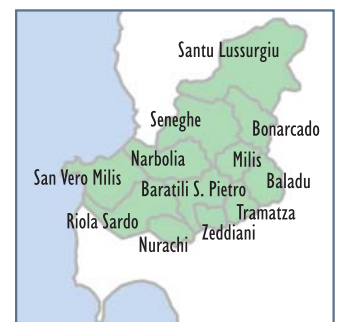 Santu Lussurgiu
Seneghe
Bonarcado
Narbolia
Milis
San Vero Milis
Baladu
Baratili S. Pietro
Tramatza
Riola Sardo
Zeddiani
Nurachi